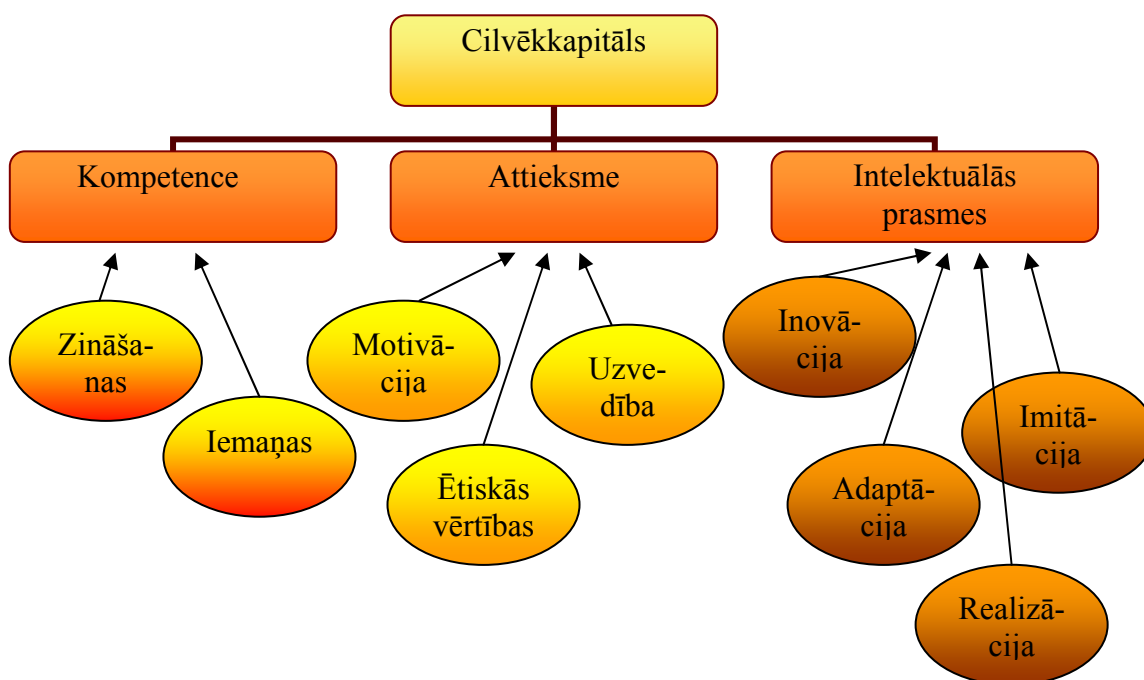 Cilvēkkapitāls
Kompetence
Attieksme
Intelektuālās
prasmes
Zināša-
nas
Iemaņas
Motivā-
cija
Ētiskās
vērtības
Uzve-
dība
Inovā-
cija
Adaptā-
cija
Realizā-
cija
Imitā-
cija